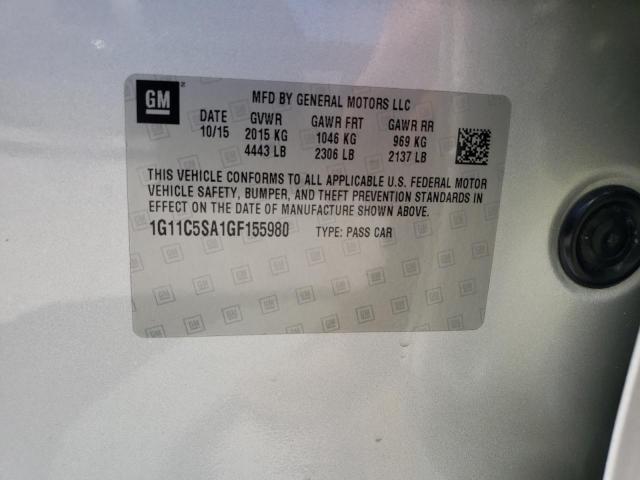 GM
MFD BY GENERAL MOTORS LLC
DATE GVWR GAWR FRT GAWR RR
10/15 2015 KG 1046 KG 969 KG
4443 LB 2306 LB 2137 LB
THIS VEHICLE CONFORMS TO ALL APPLICABLE U.S. FEDERAL MOTOR
VEHICLE SAFETY, BUMPER, AND THEFT PREVENTION STANDARDS IN
EFFECT ON THE DATE OF MANUFACTURE SHOWN ABOVE.
1G11C5SA1GF155980 TYPE: PASS CAR